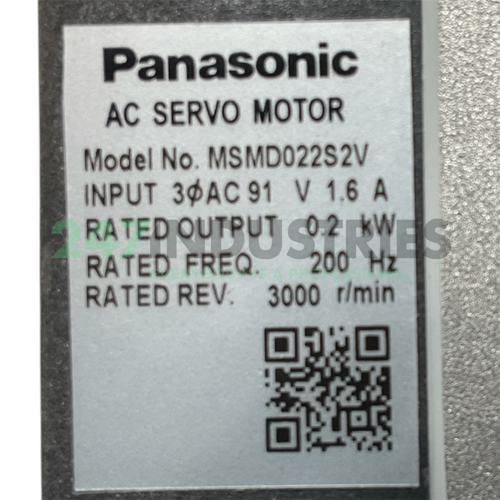 Panasonic
AC SERVO MOTOR
Model No. MSMD022S2V
INPUT 3ϕAC 91 V 1.6 A
RATED OUTPUT 0.2 kW
247INDUSTRIES
RATED FREQ. 200 Hz
RATED REV. 3000 r/min